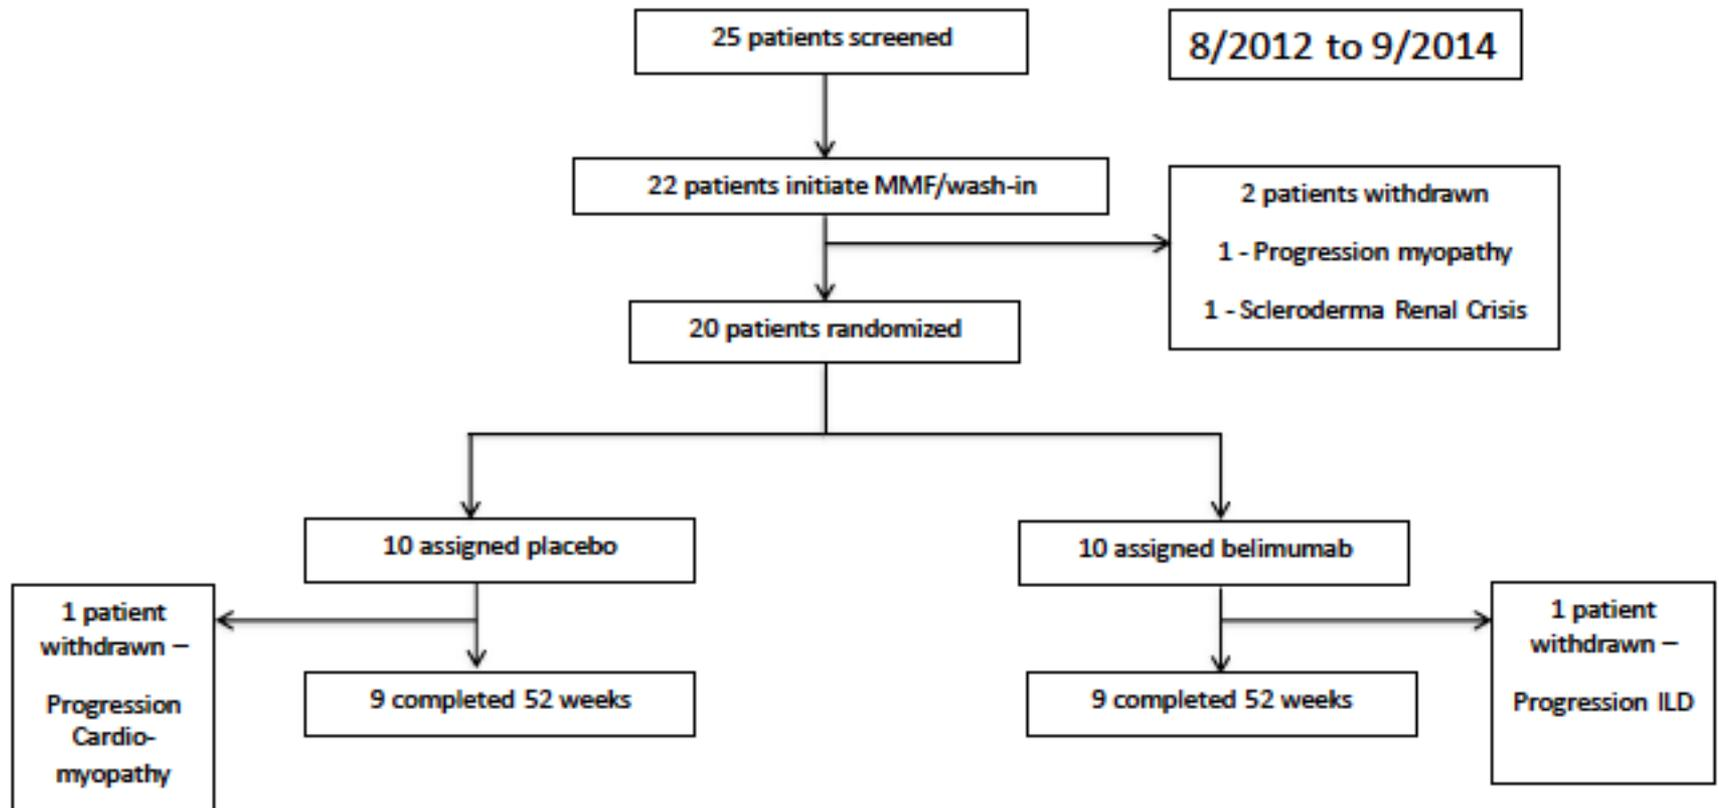 25 patients screened
8/2012 to 9/2014
22 patients initiate MMF/wash-in
2 patients withdrawn
1 - Progression myopathy
1 - Scleroderma Renal Crisis
20 patients randomized
10 assigned placebo
10 assigned belimumab
1 patient
withdrawn –
Progression
Cardio-
myopathy
9 completed 52 weeks
9 completed 52 weeks
1 patient
withdrawn –
Progression ILD